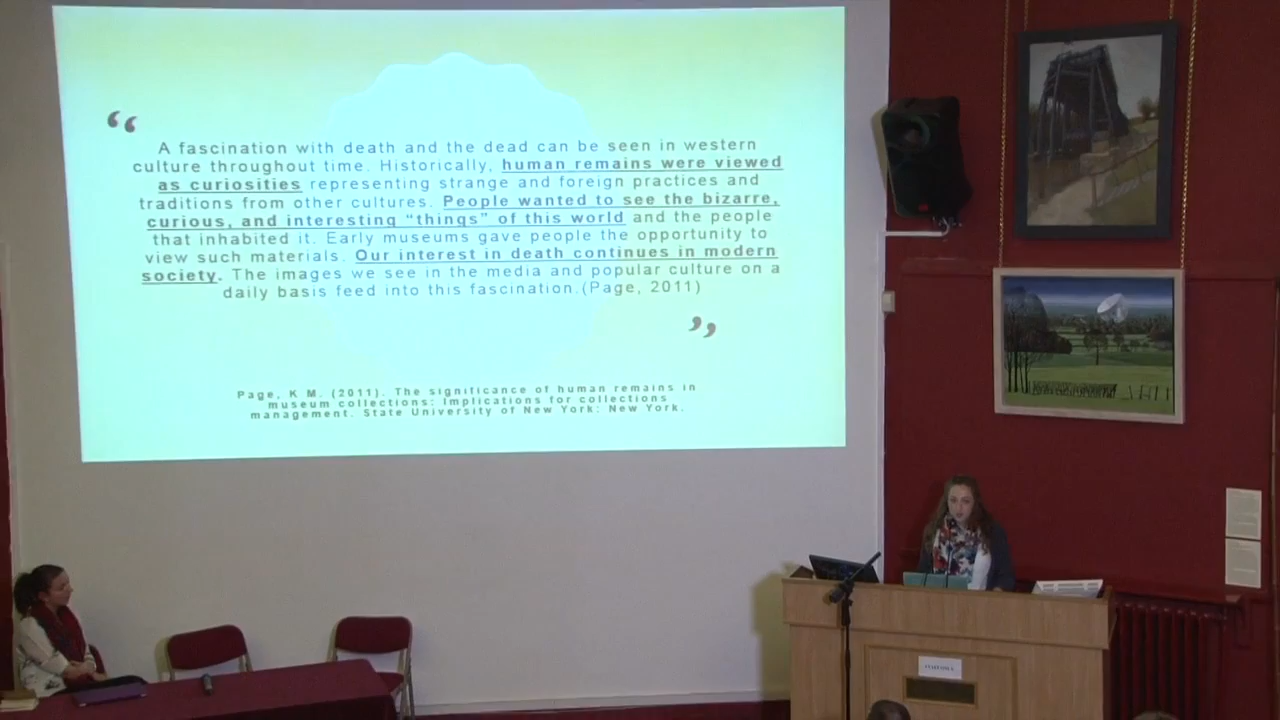 “
A fascination with death and the dead can be seen in western
culture throughout time. Historically, human remains were viewed
as curiosities representing strange and foreign practices and
traditions from other cultures. People wanted to see the bizarre,
curious, and interesting “things” of this world and the people
that inhabited it. Early museums gave people the opportunity to
view such materials. Our interest in death continues in modern
society. The images we see in the media and popular culture on a
daily basis feed into this fascination.(Page, 2011)
”
Page, K M. (2011). The significance of human remains in
museum collections: Implications for collections
management. State University of New York: New York.